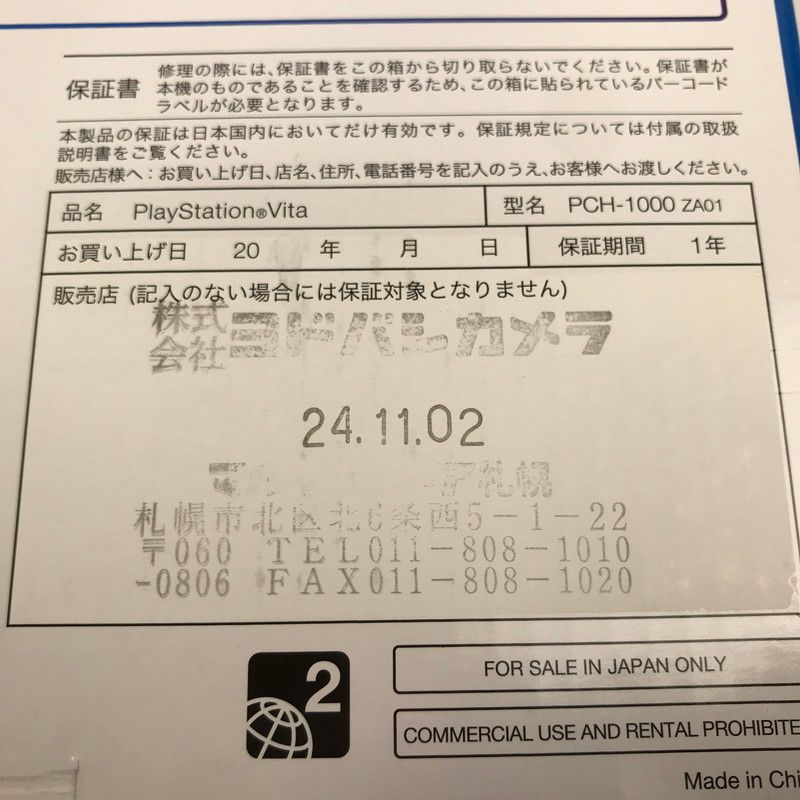 保証書
修理の際には、保証書をこの箱から切り取らないでください。保証書が
本機のものであることを確認するため、この箱に貼られているバーコード
ラベルが必要となります。
本製品の保証は日本国内においてだけ有効です。保証規定については付属の取扱
説明書をご覧ください。
販売店様へ：お買い上げ日、店名、住所、電話番号を記入のうえ、お客様へお渡しください。
品名 PlayStation®Vita 型名 PCH-1000 ZA01
お買い上げ日 20 年 月 日 保証期間 1年
販売店 (記入のない場合には保証対象となりません)
株式会社ヨドバシカメラ
24.11.02
札幌
札幌市北区北6条西5-1-22
〒060 TEL011-808-1010
-0806 FAX011-808-1020
2
FOR SALE IN JAPAN ONLY
COMMERCIAL USE AND RENTAL PROHIBITE
Made in Chi